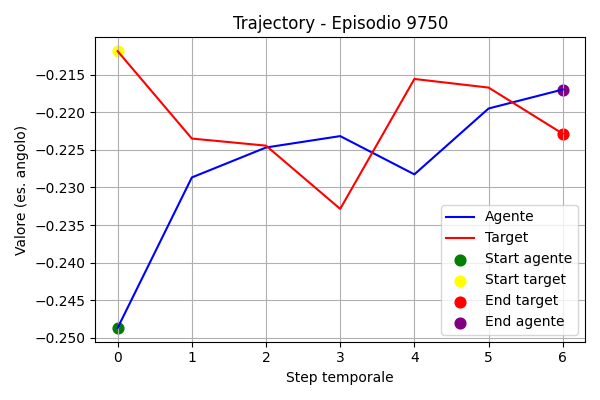 Trajectory - Episodio 9750
Valore (es. angolo)
−0.215
−0.220
−0.225
−0.230
−0.235
−0.240
−0.245
−0.250
0 1 2 3 4 5 6
Step temporale
Agente
Target
Start agente
Start target
End target
End agente